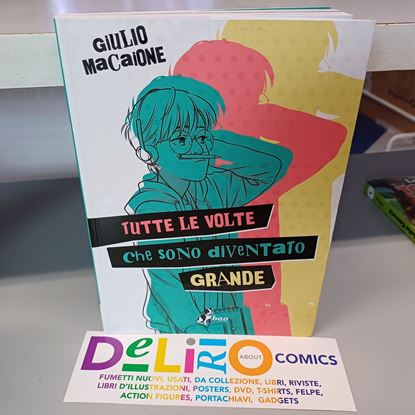 GIULIO
MACAIONE
TUTTE LE VOLTE
CHE SONO DIVENTATO
GRANDE
bao
DeLiRiO ABOUT COMICS
FUMETTI NUOVI, USATI, DA COLLEZIONE, LIBRI, RIVISTE,
LIBRI D'ILLUSTRAZIONI, POSTERS, DVD, T-SHIRTS, FELPE,
ACTION FIGURES, PORTACHIAVI, GADGETS